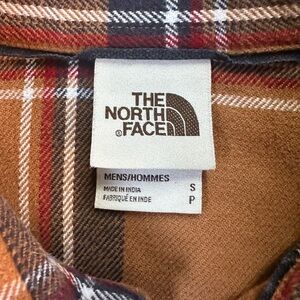 THE
NORTH
®FACE
MENS/HOMMES
MADE IN INDIA S
FABRIQUÉ EN INDE P